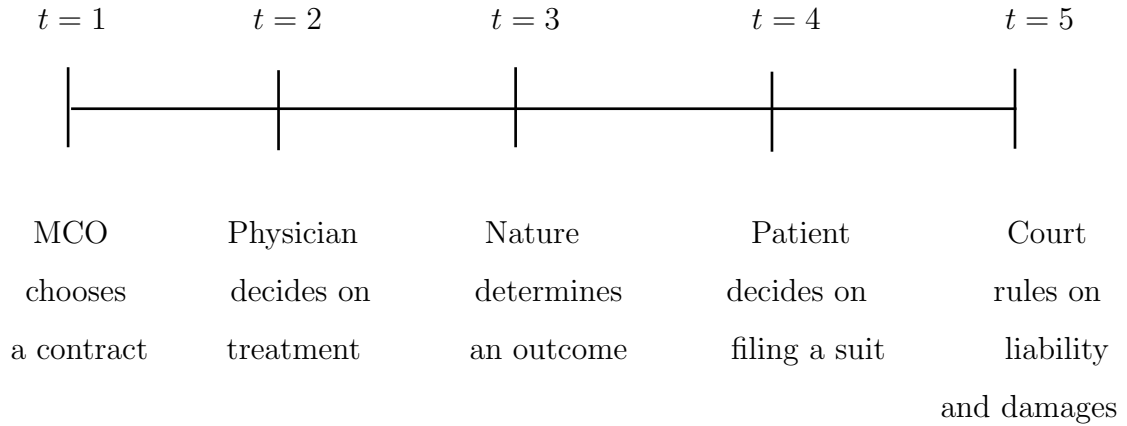 t = 1 t = 2 t = 3 t = 4 t = 5
MCO Physician Nature Patient Court
chooses decides on determines decides on rules on
a contract treatment an outcome filing a suit liability
and damages